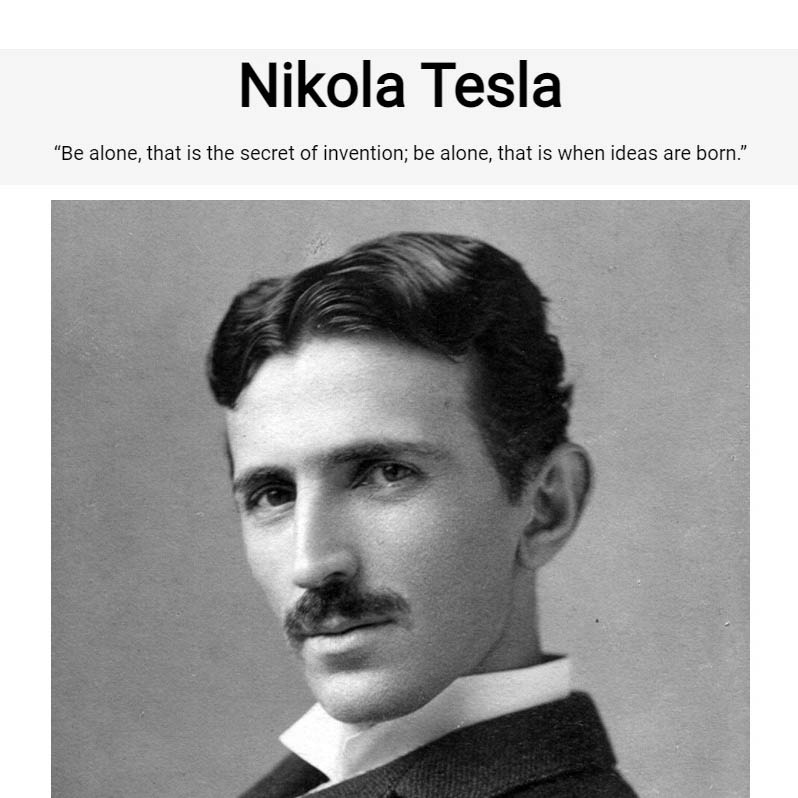 Nikola Tesla
“Be alone, that is the secret of invention; be alone, that is when ideas are born.”